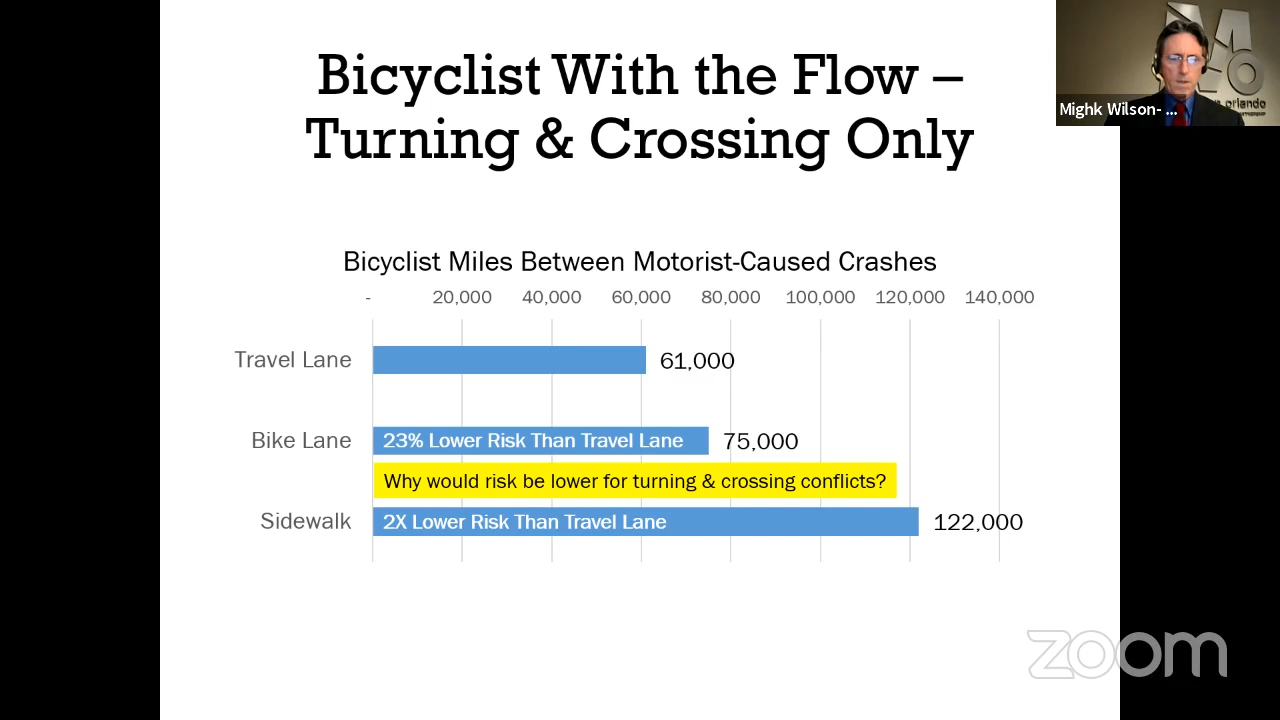 Bicyclist With the Flow –
Turning & Crossing Only
Mighk Wilson- ...
orlando
Bicyclist Miles Between Motorist-Caused Crashes
- 20,000 40,000 60,000 80,000 100,000 120,000 140,000
Travel Lane 61,000
Bike Lane 23% Lower Risk Than Travel Lane 75,000
Why would risk be lower for turning & crossing conflicts?
Sidewalk 2X Lower Risk Than Travel Lane 122,000
zoom